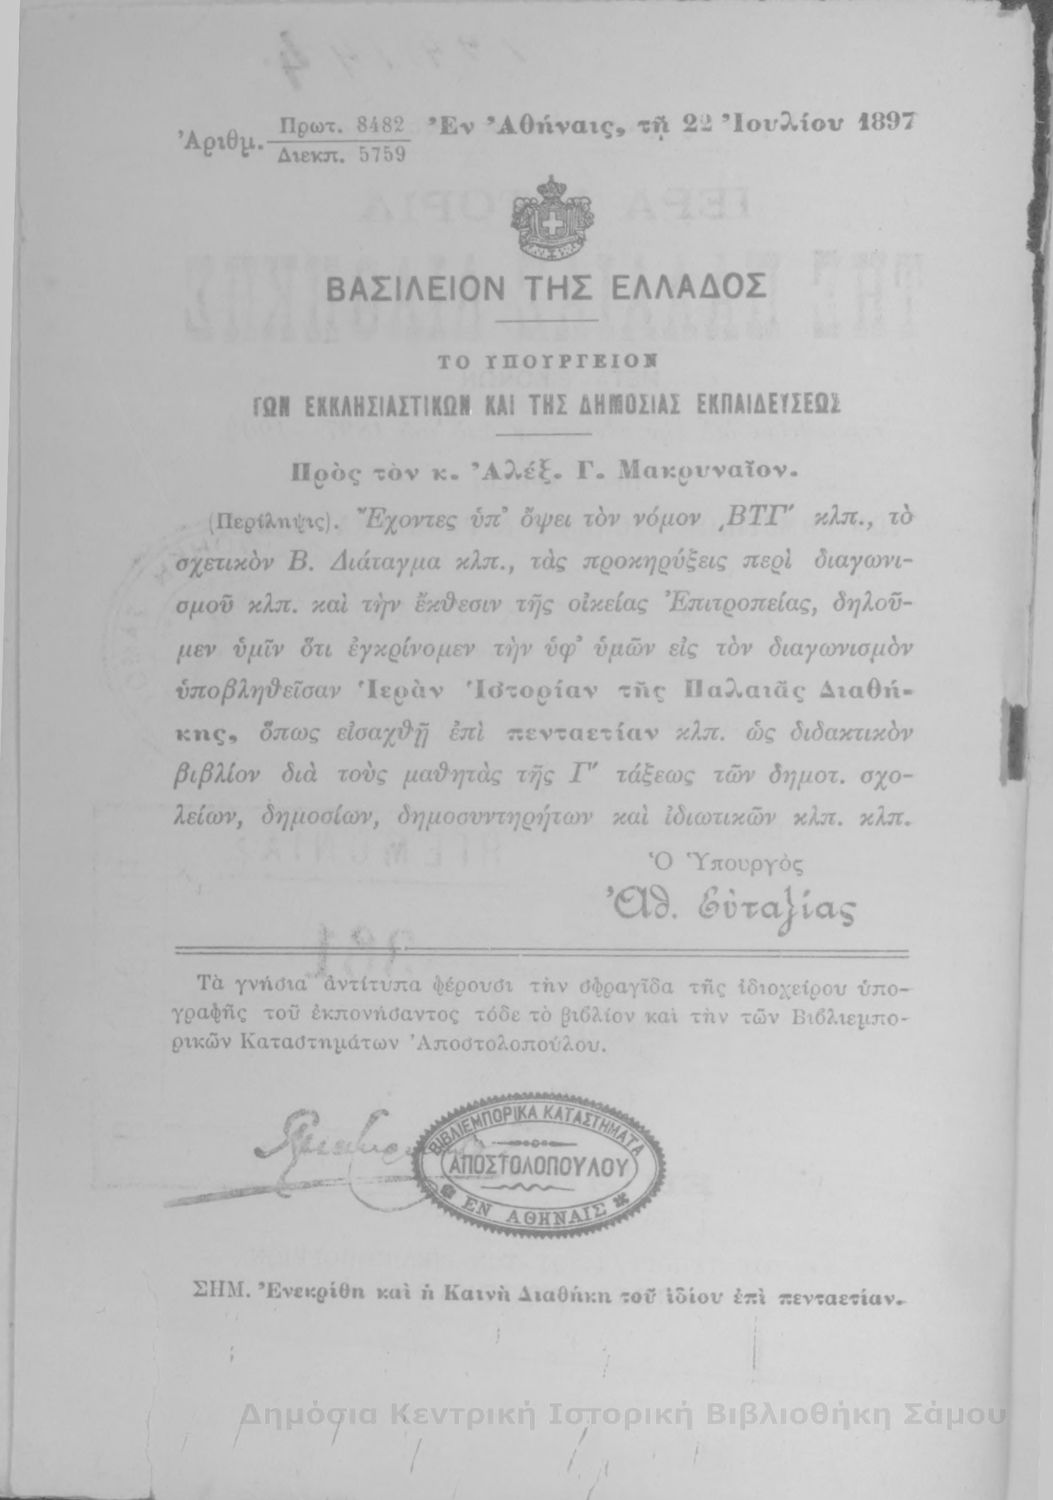 Ἀριθμ. Πρωτ. 8482 Ἐν Ἀθήναις, τῇ 22 Ἰουλίου 1897
Διεκπ. 5759
ΒΑΣΙΛΕΙΟΝ ΤΗΣ ΕΛΛΑΔΟΣ
ΤΟ ΥΠΟΥΡΓΕΙΟΝ
ΤΩΝ ΕΚΚΛΗΣΙΑΣΤΙΚΩΝ ΚΑΙ ΤΗΣ ΔΗΜΟΣΙΑΣ ΕΚΠΑΙΔΕΥΣΕΩΣ
Πρὸς τὸν κ. Ἀλέξ. Γ. Μακρυναῖον.
(Περίληψις). Ἔχοντες ὑπ' ὄψει τὸν νόμον ͵ΒΤΓ' κλπ., τὸ
σχετικὸν Β. Διάταγμα κλπ., τὰς προκηρύξεις περὶ διαγωνι-
σμοῦ κλπ. καὶ τὴν ἔκθεσιν τῆς οἰκείας Ἐπιτροπείας, δηλοῦ-
μεν ὑμῖν ὅτι ἐγκρίνομεν τὴν ὑφ' ὑμῶν εἰς τὸν διαγωνισμὸν
ὑποβληθεῖσαν Ἱερὰν Ἱστορίαν τῆς Παλαιᾶς Διαθή-
κης, ὅπως εἰσαχθῇ ἐπὶ πενταετίαν κλπ. ὡς διδακτικὸν
βιβλίον διὰ τοὺς μαθητὰς τῆς Γ' τάξεως τῶν δημοτ. σχο-
λείων, δημοσίων, δημοσυντηρήτων καὶ ἰδιωτικῶν κλπ. κλπ.
Ὁ Ὑπουργὸς
Ἀθ. Εὐταξίας
Τὰ γνήσια ἀντίτυπα φέρουσι τὴν σφραγῖδα τῆς ἰδιοχείρου ὑπο-
γραφῆς τοῦ ἐκπονήσαντος τόδε τὸ βιβλίον καὶ τὴν τῶν Βιβλιεμπο-
ρικῶν Καταστημάτων Ἀποστολοπούλου.
ΒΙΒΛΙΕΜΠΟΡΙΚΑ ΚΑΤΑΣΤΗΜΑΤΑ
ΑΠΟΣΤΟΛΟΠΟΥΛΟΥ
ΕΝ ΑΘΗΝΑΙΣ
ΣΗΜ. Ἐνεκρίθη καὶ ἡ Καινὴ Διαθήκη τοῦ ἰδίου ἐπὶ πενταετίαν.
Δημόσια Κεντρική Ιστορική Βιβλιοθήκη Σάμου